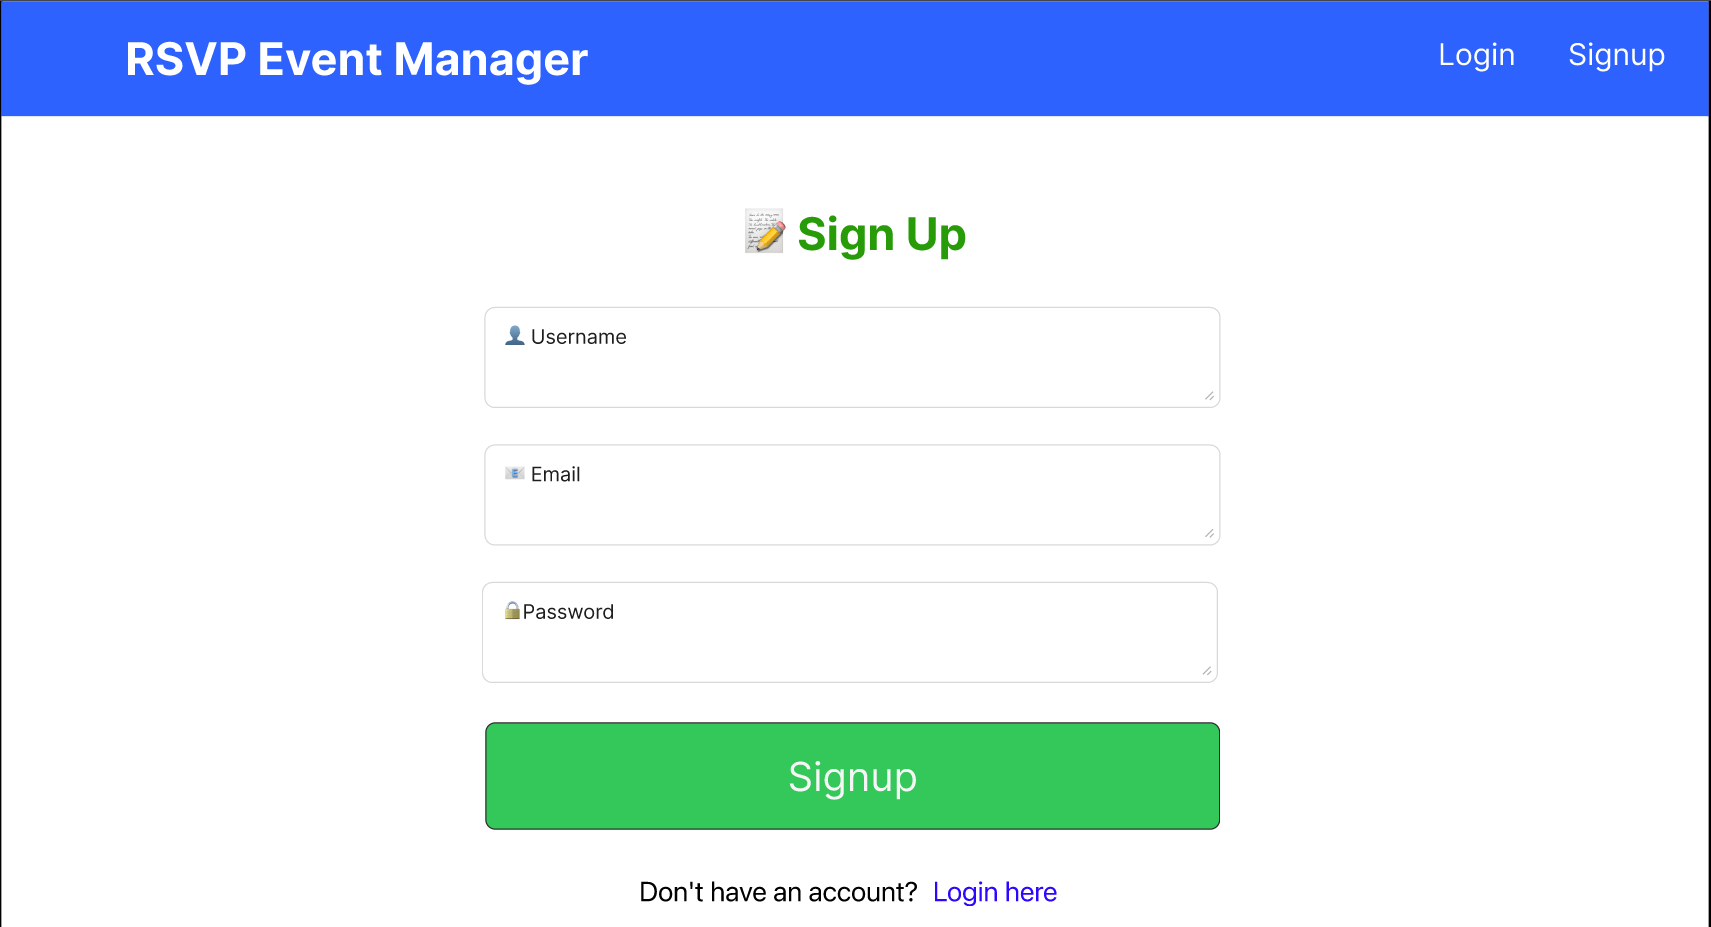 RSVP Event Manager
Login Signup
📝 Sign Up
👤 Username
📧 Email
🔒Password
Signup
Don't have an account? Login here